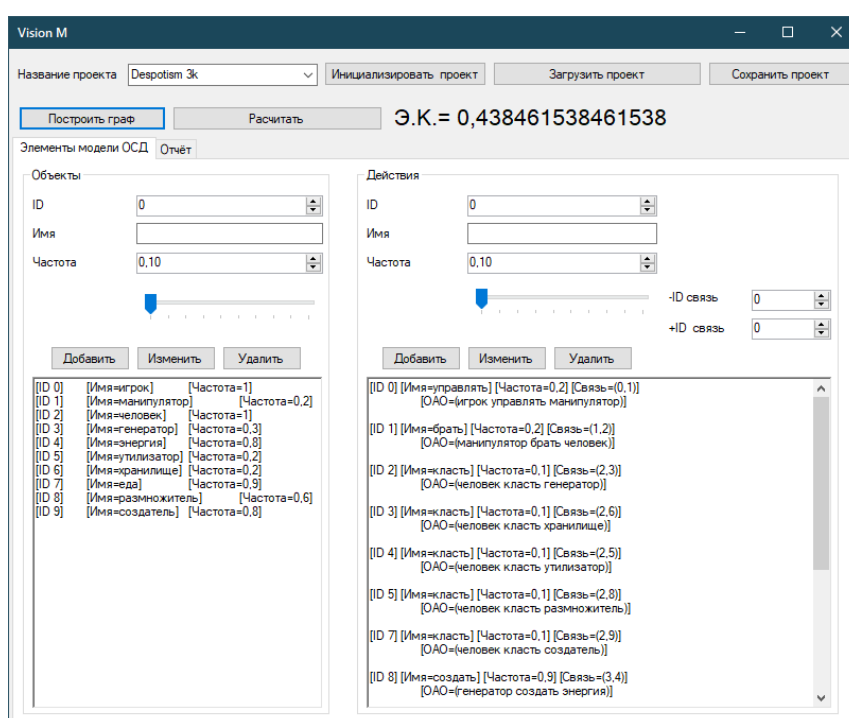 Vision M
Название проекта Despotism 3k Инициализировать проект Загрузить проект Сохранить проект
Построить граф Расчитать Э.К.= 0,438461538461538
Элементы модели ОСД Отчёт
Объекты
ID 0
Имя
Частота 0,10
Добавить Изменить Удалить
[ID 0] [Имя=игрок] [Частота=1]
[ID 1] [Имя=манипулятор] [Частота=0,2]
[ID 2] [Имя=человек] [Частота=1]
[ID 3] [Имя=генератор] [Частота=0,3]
[ID 4] [Имя=энергия] [Частота=0,8]
[ID 5] [Имя=утилизатор] [Частота=0,2]
[ID 6] [Имя=хранилище] [Частота=0,2]
[ID 7] [Имя=еда] [Частота=0,9]
[ID 8] [Имя=размножитель] [Частота=0,6]
[ID 9] [Имя=создатель] [Частота=0,8]
Действия
ID 0
Имя
Частота 0,10
-ID связь 0
+ID связь 0
Добавить Изменить Удалить
[ID 0] [Имя=управлять] [Частота=0,2] [Связь=(0,1)]
[ОАО=(игрок управлять манипулятор)]
[ID 1] [Имя=брать] [Частота=0,2] [Связь=(1,2)]
[ОАО=(манипулятор брать человек)]
[ID 2] [Имя=класть] [Частота=0,1] [Связь=(2,3)]
[ОАО=(человек класть генератор)]
[ID 3] [Имя=класть] [Частота=0,1] [Связь=(2,6)]
[ОАО=(человек класть хранилище)]
[ID 4] [Имя=класть] [Частота=0,1] [Связь=(2,5)]
[ОАО=(человек класть утилизатор)]
[ID 5] [Имя=класть] [Частота=0,1] [Связь=(2,8)]
[ОАО=(человек класть размножитель)]
[ID 7] [Имя=класть] [Частота=0,1] [Связь=(2,9)]
[ОАО=(человек класть создатель)]
[ID 8] [Имя=создать] [Частота=0,9] [Связь=(3,4)]
[ОАО=(генератор создать энергия)]